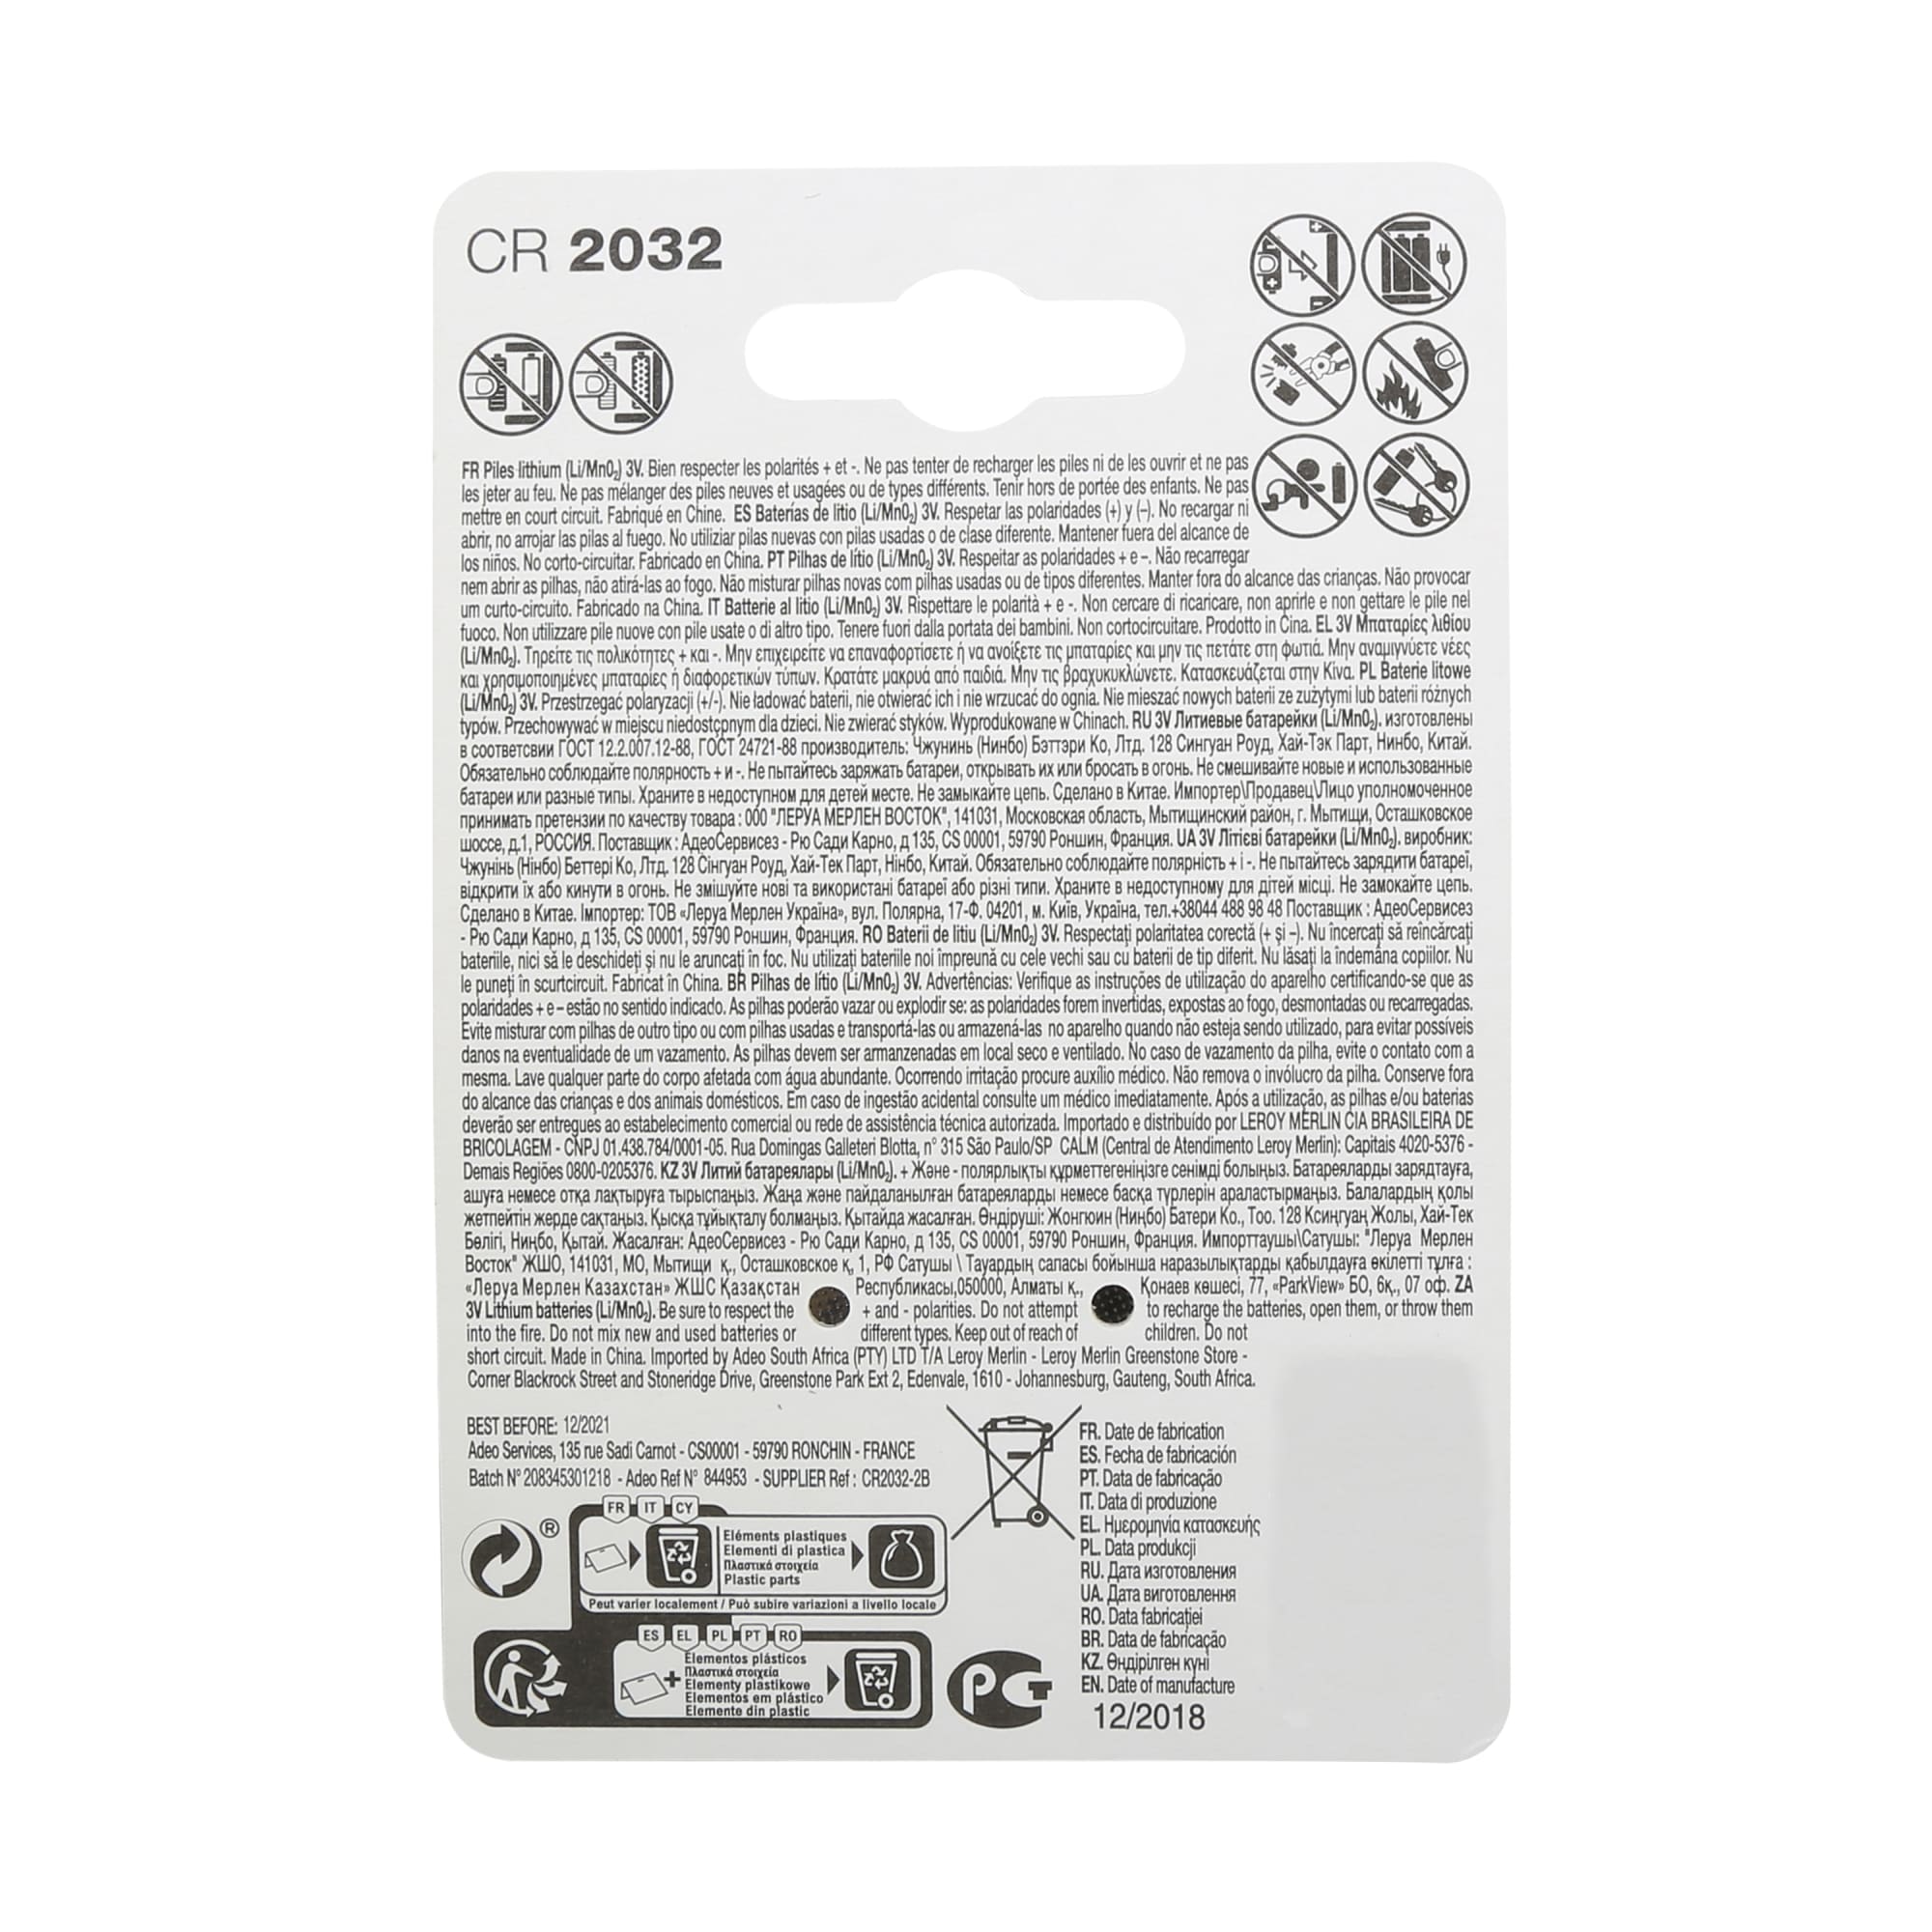 CR 2032
FR Piles lithium (Li/Mn0₂) 3V. Bien respecter les polarités + et -. Ne pas tenter de recharger les piles ni de les ouvrir et ne pas
les jeter au feu. Ne pas mélanger des piles neuves et usagées ou de types différents. Tenir hors de portée des enfants. Ne pas
mettre en court circuit. Fabriqué en Chine. ES Baterías de litio (Li/Mn0₂) 3V. Respetar las polaridades (+) y (–). No recargar ni
abrir, no arrojar las pilas al fuego. No utiliziar pilas nuevas con pilas usadas o de clase diferente. Mantener fuera del alcance de
los niños. No corto-circuitar. Fabricado en China. PT Pilhas de lítio (Li/Mn0₂) 3V. Respeitar as polaridades + e –. Não recarregar
nem abrir as pilhas, não atirá-las ao fogo. Não misturar pilhas novas com pilhas usadas ou de tipos diferentes. Manter fora do alcance das crianças. Não provocar
um curto-circuito. Fabricado na China. IT Batterie al litio (Li/Mn0₂) 3V. Rispettare le polarità + e -. Non cercare di ricaricare, non aprirle e non gettare le pile nel
fuoco. Non utilizzare pile nuove con pile usate o di altro tipo. Tenere fuori dalla portata dei bambini. Non cortocircuitare. Prodotto in Cina. EL 3V Μπαταρίες λιθίου
(Li/Mn0₂). Τηρείτε τις πολικότητες + και -. Μην επιχειρείτε να επαναφορτίσετε ή να ανοίξετε τις μπαταρίες και μην τις πετάτε στη φωτιά. Μην αναμιγνύετε νέες
και χρησιμοποιημένες μπαταρίες ή διαφορετικών τύπων. Κρατάτε μακρυά από παιδιά. Μην τις βραχυκυκλώνετε. Κατασκευάζεται στην Κίνα. PL Baterie litowe
(Li/Mn0₂) 3V. Przestrzegać polaryzacji (+/-). Nie ładować baterii, nie otwierać ich i nie wrzucać do ognia. Nie mieszać nowych baterii ze zużytymi lub baterii różnych
typów. Przechowywać w miejscu niedostçpnym dla dzieci. Nie zwierać styków. Wyprodukowane w Chinach. RU 3V Литиевые батарейки (Li/Mn0₂). изготовлены
в соответсвии ГОСТ 12.2.007.12-88, ГОСТ 24721-88 производитель: Чжунинь (Нинбо) Бэттэри Ко, Лтд. 128 Сингуан Роуд, Хай-Тэк Парт, Нинбо, Китай.
Обязательно соблюдайте полярность + и -. Не пытайтесь заряжать батареи, открывать их или бросать в огонь. Не смешивайте новые и использованные
батареи или разные типы. Храните в недоступном для детей месте. Не замыкайте цепь. Сделано в Китае. Импортер\Продавец\Лицо уполномоченное
принимать претензии по качеству товара : 000 "ЛЕРУА МЕРЛЕН ВОСТОК", 141031, Московская область, Мытищинский район, г. Мытищи, Осташковское
шоссе, д.1, РОССИЯ. Поставщик : АдеоСервисез - Рю Сади Карно, д 135, CS 00001, 59790 Роншин, Франция. UA 3V Літієві батарейки (Li/Mn0₂). виробник:
Чжунінь (Нінбо) Беттері Ко, Лтд. 128 Сінгуан Роуд, Хай-Тек Парт, Нінбо, Китай. Обязательно соблюдайте полярність + і -. Не пытайтесь зарядити батареї,
відкрити їх або кинути в огонь. Не змішуйте нові та використані батареї або різні типи. Храните в недоступному для дітей місці. Не замокайте цепь.
Сделано в Китае. Імпортер: ТОВ «Леруа Мерлен Україна», вул. Полярна, 17-Ф. 04201, м. Київ, Україна, тел.+38044 488 98 48 Поставщик : АдеоСервисез
- Рю Сади Карно, д 135, CS 00001, 59790 Роншин, Франция. RO Baterii de litiu (Li/Mn0₂) 3V. Respectaţi polaritatea corectă (+ şi –). Nu încercaţi să reîncărcaţi
bateriile, nici să le deschideţi şi nu le aruncaţi în foc. Nu utilizaţi bateriile noi împreună cu cele vechi sau cu baterii de tip diferit. Nu lăsaţi la îndemâna copiilor. Nu
le puneţi în scurtcircuit. Fabricat în China. BR Pilhas de lítio (Li/Mn0₂) 3V. Advertências: Verifique as instruções de utilização do aparelho certificando-se que as
polaridades + e – estão no sentido indicado. As pilhas poderão vazar ou explodir se: as polaridades forem invertidas, expostas ao fogo, desmontadas ou recarregadas.
Evite misturar com pilhas de outro tipo ou com pilhas usadas e transportá-las ou armazená-las no aparelho quando não esteja sendo utilizado, para evitar possíveis
danos na eventualidade de um vazamento. As pilhas devem ser armanzenadas em local seco e ventilado. No caso de vazamento da pilha, evite o contato com a
mesma. Lave qualquer parte do corpo afetada com água abundante. Ocorrendo irritação procure auxílio médico. Não remova o invólucro da pilha. Conserve fora
do alcance das crianças e dos animais domésticos. Em caso de ingestão acidental consulte um médico imediatamente. Após a utilização, as pilhas e/ou baterias
deverão ser entregues ao estabelecimento comercial ou rede de assistência técnica autorizada. Importado e distribuído por LEROY MERLIN CIA BRASILEIRA DE
BRICOLAGEM - CNPJ 01.438.784/0001-05. Rua Domingas Galleteri Blotta, n° 315 São Paulo/SP CALM (Central de Atendimento Leroy Merlin): Capitais 4020-5376 -
Demais Regiões 0800-0205376. KZ 3V Литий батареялары (Li/Mn0₂). + Және - полярлықты құрметтегеніңізге сенімді болыңыз. Батареяларды зарядтауға,
ашуға немесе отқа лақтыруға тырыспаңыз. Жаңа және пайдаланылған батареяларды немесе басқа түрлерін араластырмаңыз. Балалардың қолы
жетпейтін жерде сақтаңыз. Қысқа тұйықталу болмаңыз. Қытайда жасалған. Өндіруші: Жонгюин (Ниңбо) Батери Ко., Тоо. 128 Ксиңгуаң Жолы, Хай-Тек
Бөлігі, Ниңбо, Қытай. Жасалған: АдеоСервисез - Рю Сади Карно, д 135, CS 00001, 59790 Роншин, Франция. Импорттаушы\Сатушы: "Леруа Мерлен
Восток" ЖШО, 141031, МО, Мытищи қ., Осташковское к, 1, РФ Сатушы \ Тауардың сапасы бойынша наразылықтарды қабылдауға өкілетті тұлға :
«Леруа Мерлен Казахстан» ЖШС Қазақстан Республикасы,050000, Алматы қ., Қонаев көшесі, 77, «ParkView» БО, 6қ., 07 оф. ZA
3V Lithium batteries (Li/Mn0₂). Be sure to respect the + and - polarities. Do not attempt to recharge the batteries, open them, or throw them
into the fire. Do not mix new and used batteries or different types. Keep out of reach of children. Do not
short circuit. Made in China. Imported by Adeo South Africa (PTY) LTD T/A Leroy Merlin - Leroy Merlin Greenstone Store -
Corner Blackrock Street and Stoneridge Drive, Greenstone Park Ext 2, Edenvale, 1610 - Johannesburg, Gauteng, South Africa.
BEST BEFORE: 12/2021
Adeo Services, 135 rue Sadi Carnot - CS00001 - 59790 RONCHIN - FRANCE
Batch N° 208345301218 - Adeo Ref N° 844953 - SUPPLIER Ref : CR2032-2B
®
FR IT CY
Eléments plastiques
Elementi di plastica
Πλαστικά στοιχεία
Plastic parts
Peut varier localement / Può subire variazioni a livello locale
ES EL PL PT RO
Elementos plásticos
Πλαστικά στοιχεία
Elementy plastikowe
Elementos em plástico
Elemente din plastic
РСТ
FR. Date de fabrication
ES. Fecha de fabricación
PT. Data de fabricação
IT. Data di produzione
EL. Ημερομηνία κατασκευής
PL. Data produkcji
RU. Дата изготовления
UA. Дата виготовлення
RO. Data fabricaţiei
BR. Data de fabricação
KZ. Өндірілген күні
EN. Date of manufacture
12/2018